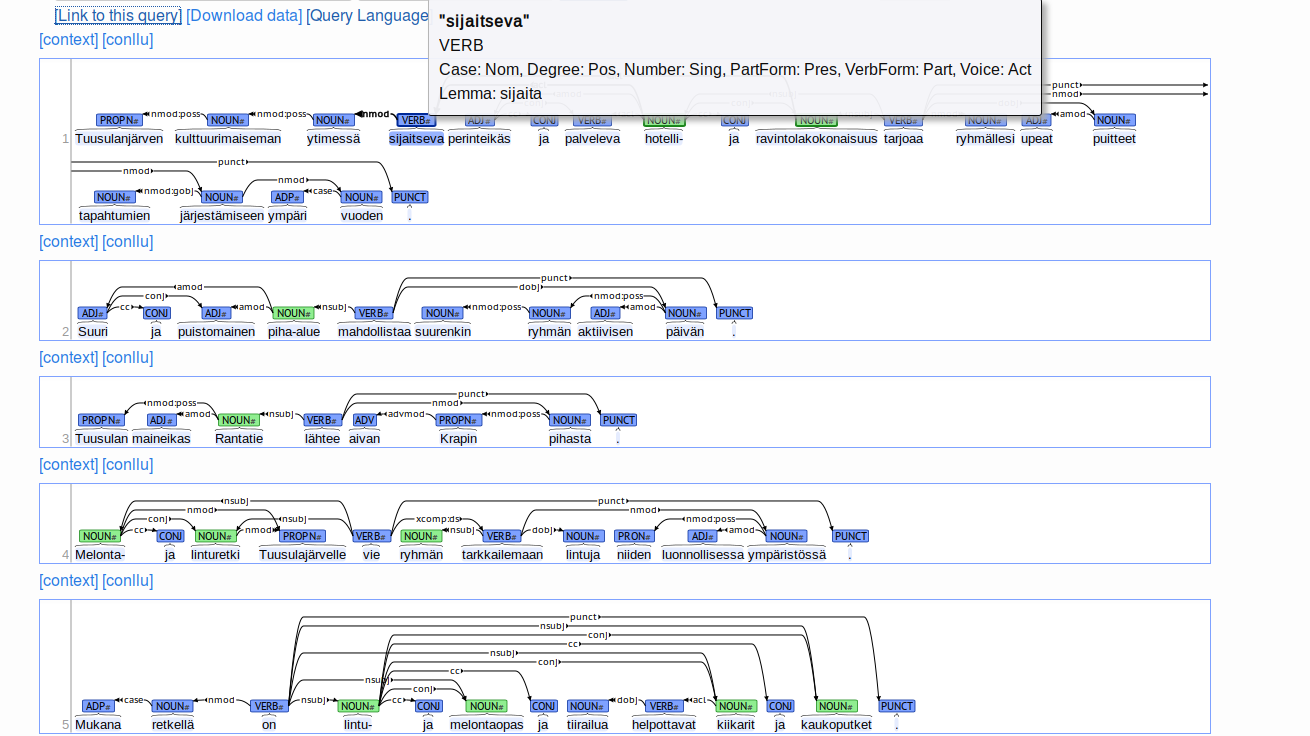 [Link to this query] [Download data] [Query Language
"sijaitseva"
VERB
Case: Nom, Degree: Pos, Number: Sing, PartForm: Pres, VerbForm: Part, Voice: Act
Lemma: sijaita
[context] [conllu]
punct
nmod
nmod:poss nmod:poss nmod amod
PROPN# NOUN# NOUN# VERB# ADJ# CONJ VERB# NOUN# CONJ NOUN# VERB# NOUN# ADJ# NOUN#
1 Tuusulanjärven kulttuurimaiseman ytimessä sijaitseva perinteikäs ja palveleva hotelli- ja ravintolakokonaisuus tarjoaa ryhmällesi upeat puitteet
punct
nmod nmod
nmod:gobj case
NOUN# NOUN# ADP# NOUN# PUNCT
tapahtumien järjestämiseen ympäri vuoden .
[context] [conllu]
punct
amod dobj
conj nmod:poss
cc amod nsubj nmod:poss amod
ADJ# CONJ ADJ# NOUN# VERB# NOUN# NOUN# ADJ# NOUN# PUNCT
2 Suuri ja puistomainen piha-alue mahdollistaa suurenkin ryhmän aktiivisen päivän .
[context] [conllu]
punct
nmod:poss nmod
amod nsubj advmod nmod:poss
PROPN# ADJ# NOUN# VERB# ADV PROPN# NOUN# PUNCT
3 Tuusulan maineikas Rantatie lähtee aivan Krapin pihasta .
[context] [conllu]
nsubj punct
nmod nmod
conj nsubj xcomp:ds nmod:poss
cc nmod nsubj dobj amod
NOUN# CONJ NOUN# PROPN# VERB# NOUN# VERB# NOUN# PRON# ADJ# NOUN# PUNCT
4 Melonta- ja linturetki Tuusulajärvelle vie ryhmän tarkkailemaan lintuja niiden luonnollisessa ympäristössä .
[context] [conllu]
punct
nsubj
conj
cc
nsubj
conj
cc
nsubj
conj
case nmod nsubj cc dobj acl
ADP# NOUN# VERB# NOUN# CONJ NOUN# CONJ NOUN# VERB# NOUN# CONJ NOUN# PUNCT
5 Mukana retkellä on lintu- ja melontaopas ja tiirailua helpottavat kiikarit ja kaukoputket .